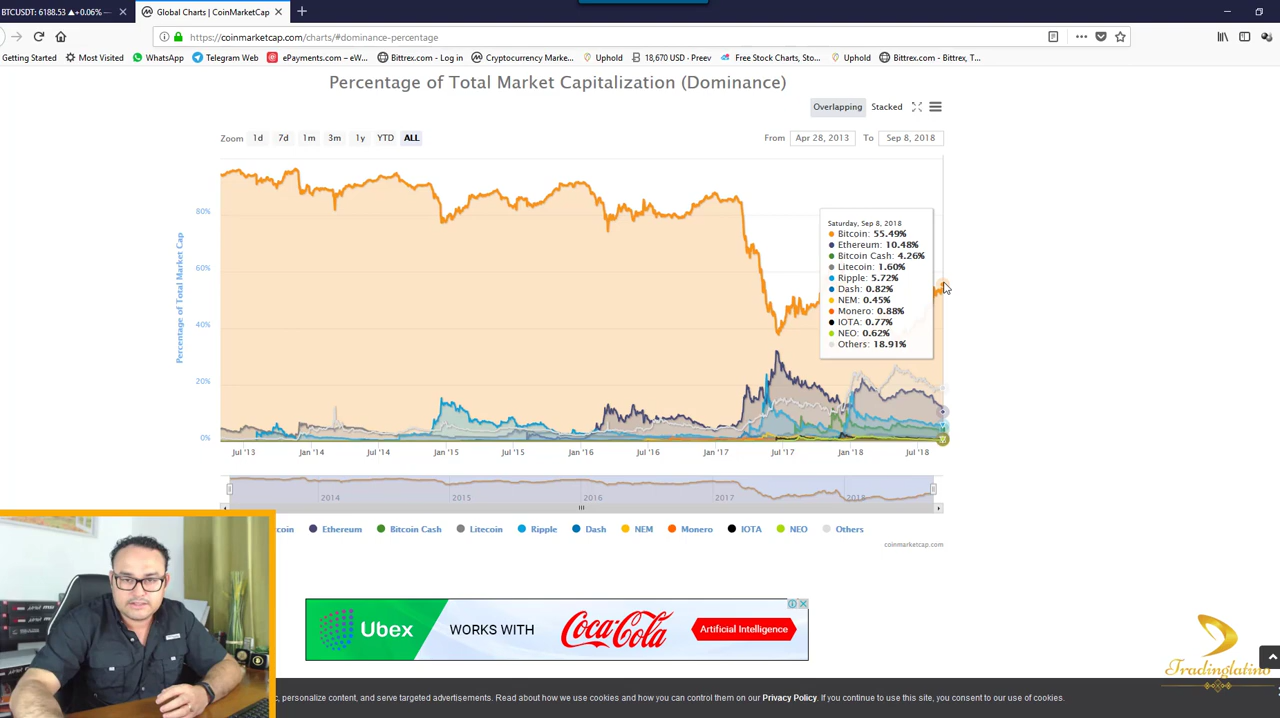 BTCUSDT: 6188.53 ▲+0.06%
Global Charts | CoinMarketCap
https://coinmarketcap.com/charts/#dominance-percentage
Getting Started Most Visited WhatsApp Telegram Web ePayments.com – eW... Bittrex.com - Log in Cryptocurrency Marke... Uphold 18,670 USD - Preev Free Stock Charts, Sto... Uphold Bittrex.com - Bittrex, T...
Percentage of Total Market Capitalization (Dominance)
Overlapping Stacked
Zoom 1d 7d 1m 3m 1y YTD ALL
From Apr 28, 2013 To Sep 8, 2018
Percentage of Total Market Cap
80%
60%
40%
20%
0%
Saturday, Sep 8, 2018
Bitcoin: 55.49%
Ethereum: 10.48%
Bitcoin Cash: 4.26%
Litecoin: 1.60%
Ripple: 5.72%
Dash: 0.82%
NEM: 0.45%
Monero: 0.88%
IOTA: 0.77%
NEO: 0.62%
Others: 18.91%
Jul '13 Jan '14 Jul '14 Jan '15 Jul '15 Jan '16 Jul '16 Jan '17 Jul '17 Jan '18 Jul '18
2014 2015 2016 2017 2018
coin Ethereum Bitcoin Cash Litecoin Ripple Dash NEM Monero IOTA NEO Others
coinmarketcap.com
Ubex WORKS WITH Coca-Cola Artificial Intelligence
Tradinglatino
, personalize content, and serve targeted advertisements. Read about how we use cookies and how you can control them on our Privacy Policy. If you continue to use this site, you consent to our use of cookies.